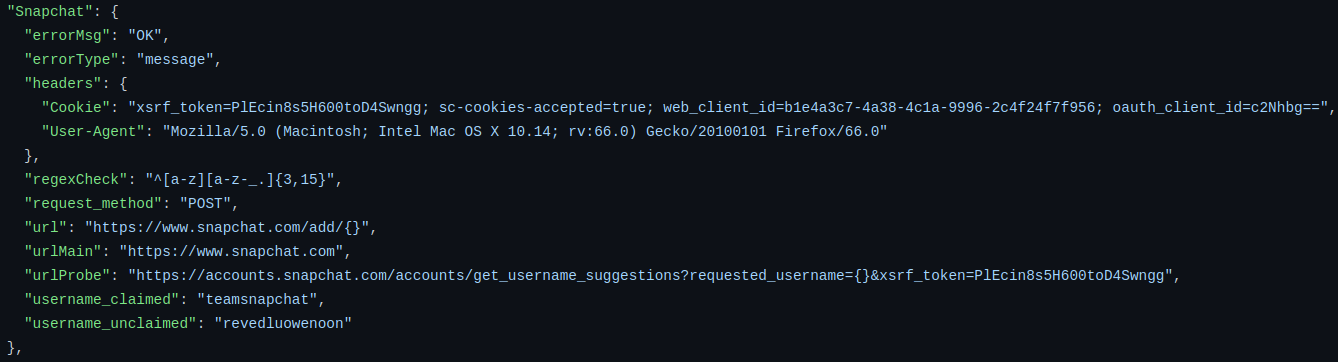 "Snapchat": {
"errorMsg": "OK",
"errorType": "message",
"headers": {
"Cookie": "xsrf_token=PlEcin8s5H600toD4Swngg; sc-cookies-accepted=true; web_client_id=b1e4a3c7-4a38-4c1a-9996-2c4f24f7f956; oauth_client_id=c2Nhbg==",
"User-Agent": "Mozilla/5.0 (Macintosh; Intel Mac OS X 10.14; rv:66.0) Gecko/20100101 Firefox/66.0"
},
"regexCheck": "^[a-z][a-z-_.]{3,15}",
"request_method": "POST",
"url": "https://www.snapchat.com/add/{}",
"urlMain": "https://www.snapchat.com",
"urlProbe": "https://accounts.snapchat.com/accounts/get_username_suggestions?requested_username={}&xsrf_token=PlEcin8s5H600toD4Swngg",
"username_claimed": "teamsnapchat",
"username_unclaimed": "revedluowenoon"
},